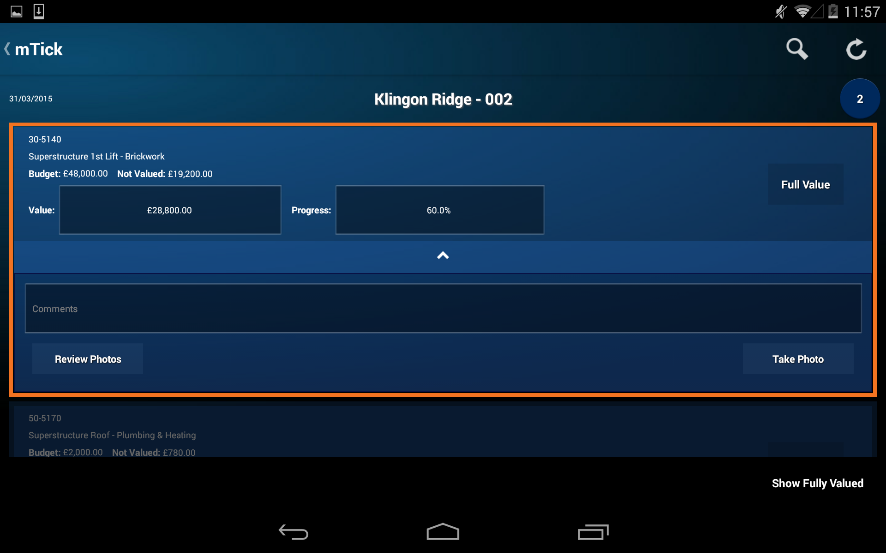 11:57
mTick
31/03/2015
Klingon Ridge - 002
2
30-5140
Superstructure 1st Lift - Brickwork
Budget: £48,000.00 Not Valued: £19,200.00
Full Value
Value: £28,800.00 Progress: 60.0%
Comments
Review Photos Take Photo
50-5170
Superstructure Roof - Plumbing & Heating
Budget: £2,000.00 Not Valued: £780.00
Show Fully Valued